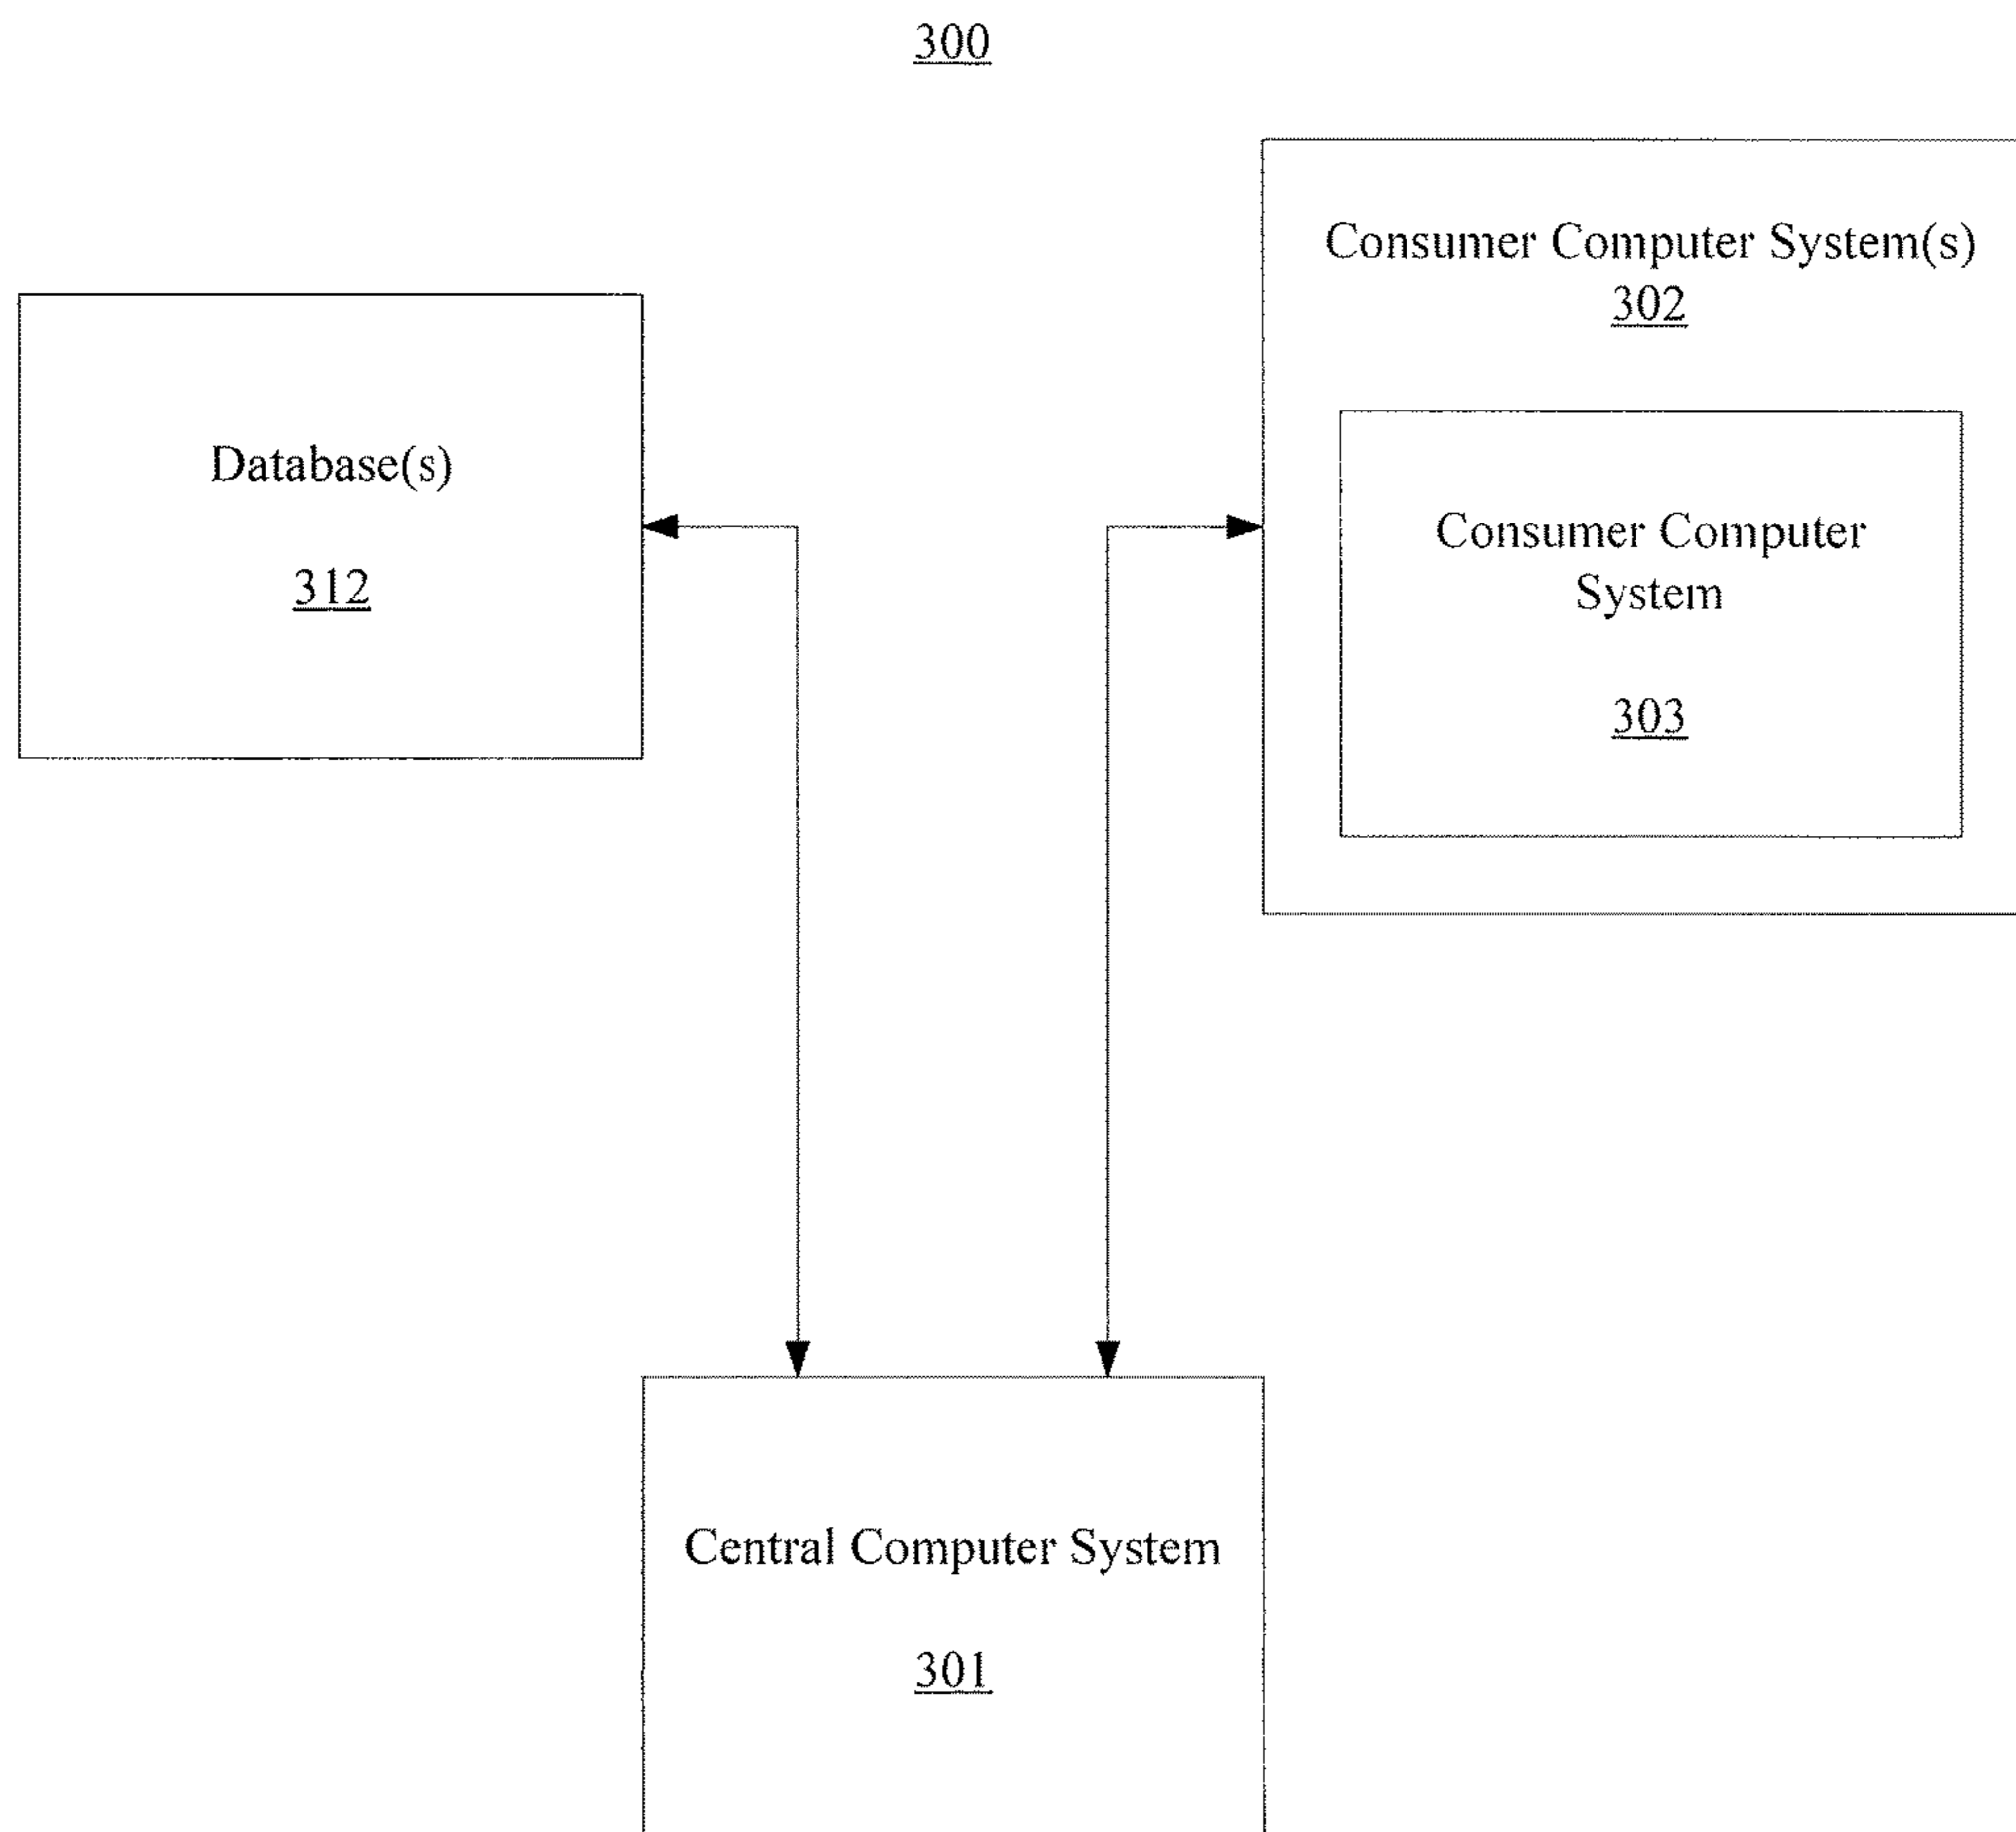 300
Consumer Computer System(s)
302
Database(s)
312
Consumer Computer
System
303
Central Computer System
301